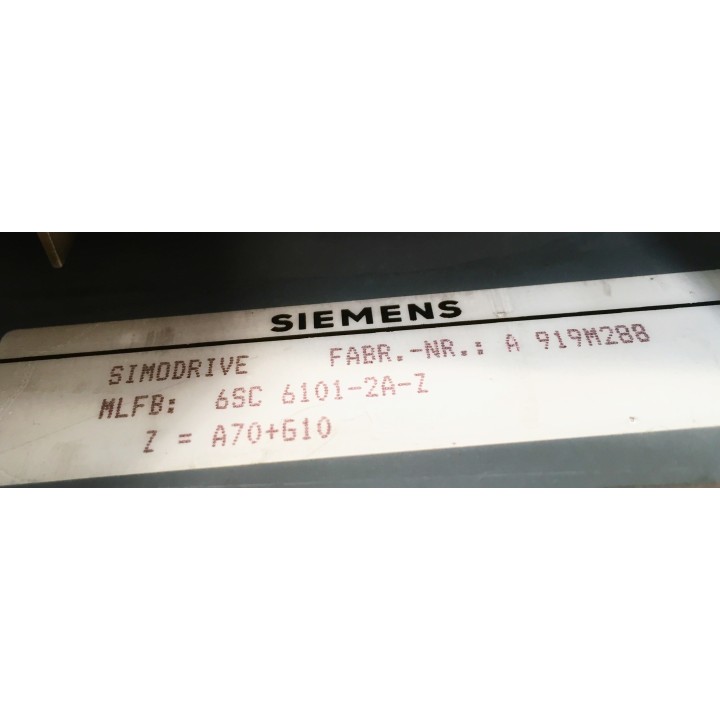 SIEMENS
SIMODRIVE FABR.-NR.: A 919M288
MLFB: 6SC 6101-2A-Z
Z = A70+G10